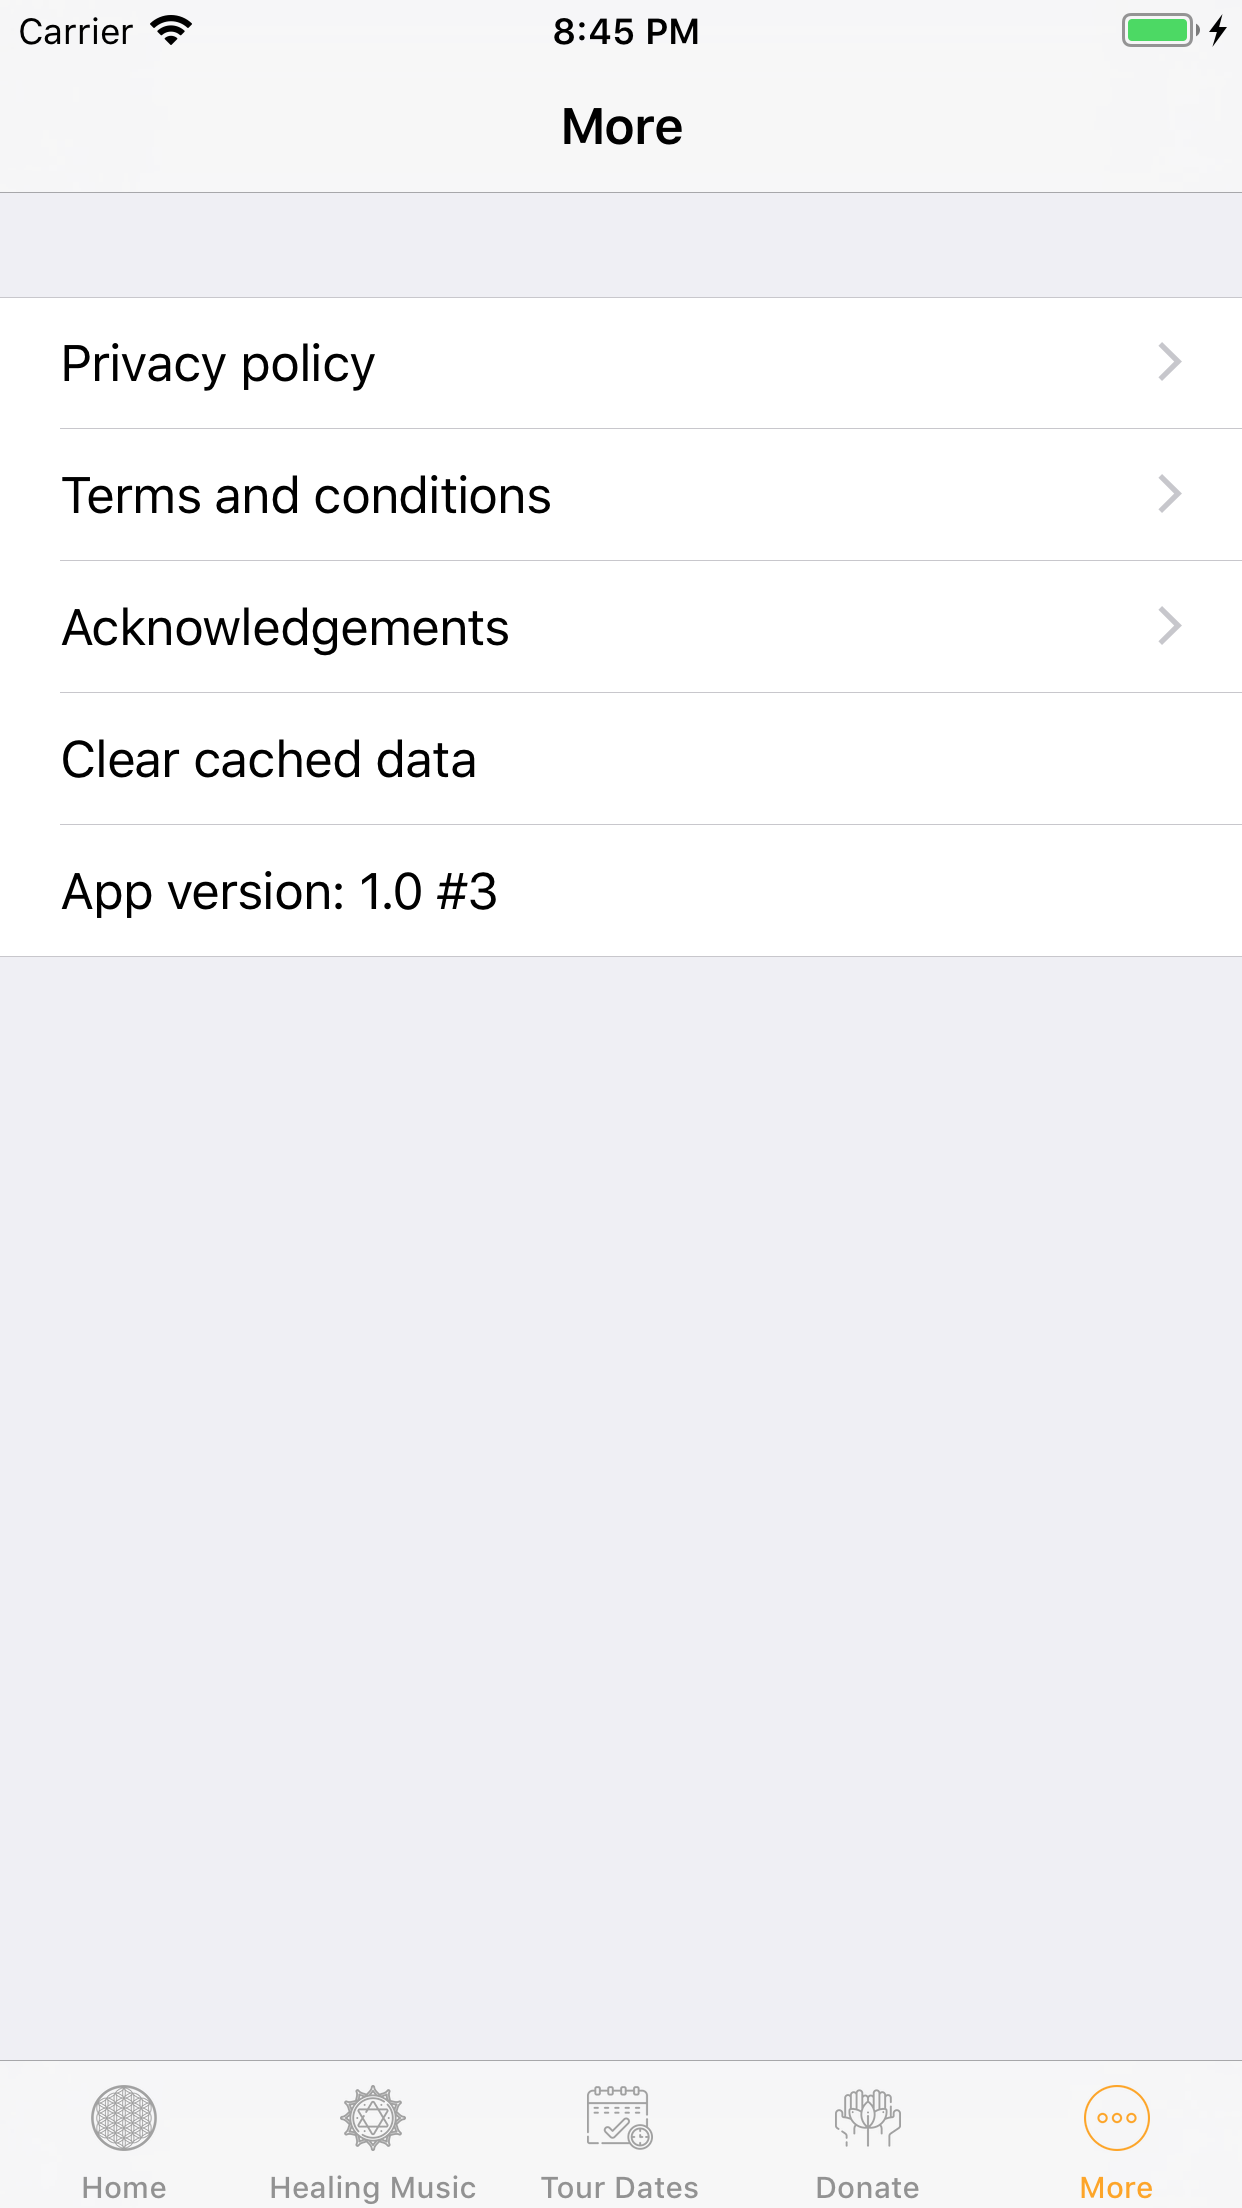 Carrier 8:45 PM
More
Privacy policy
Terms and conditions
Acknowledgements
Clear cached data
App version: 1.0 #3
Home Healing Music Tour Dates Donate More